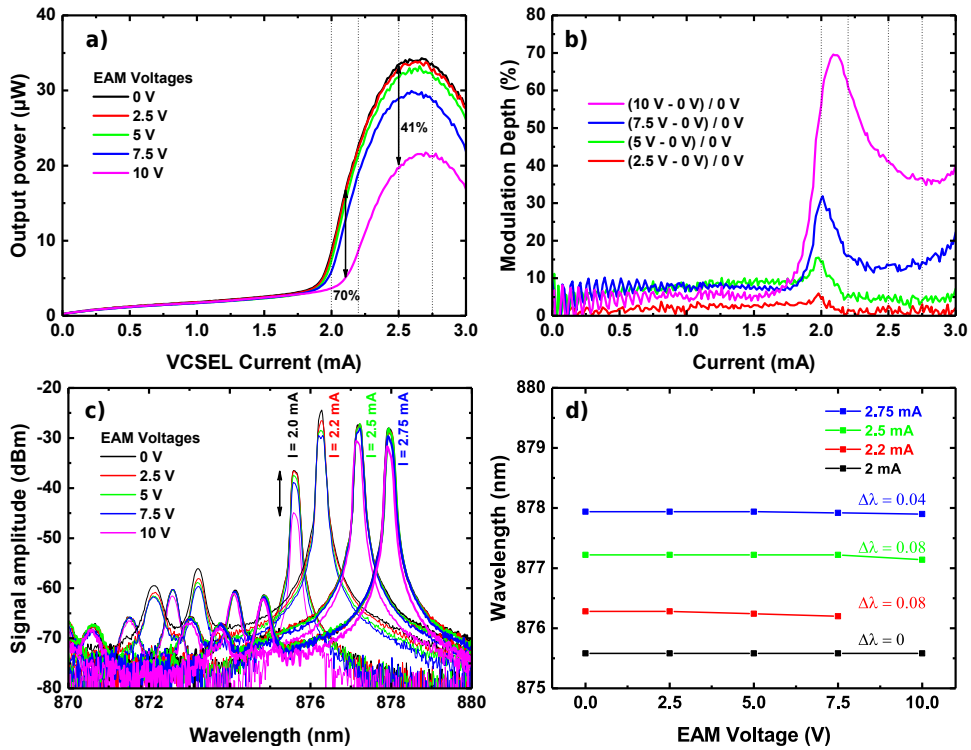 a)
EAM Voltages
0 V
2.5 V
5 V
7.5 V
10 V
41%
70%
40
30
20
10
0
0.0 0.5 1.0 1.5 2.0 2.5 3.0
Output power (µW)
VCSEL Current (mA)
b)
(10 V - 0 V) / 0 V
(7.5 V - 0 V) / 0 V
(5 V - 0 V) / 0 V
(2.5 V - 0 V) / 0 V
80
70
60
50
40
30
20
10
0
0.0 0.5 1.0 1.5 2.0 2.5 3.0
Modulation Depth (%)
Current (mA)
c)
EAM Voltages
0 V
2.5 V
5 V
7.5 V
10 V
I = 2.0 mA
I = 2.2 mA
I = 2.5 mA
I = 2.75 mA
-20
-30
-40
-50
-60
-70
-80
870 872 874 876 878 880
Signal amplitude (dBm)
Wavelength (nm)
d)
2.75 mA
2.5 mA
2.2 mA
2 mA
Δλ = 0.04
Δλ = 0.08
Δλ = 0.08
Δλ = 0
880
879
878
877
876
875
0.0 2.5 5.0 7.5 10.0
Wavelength (nm)
EAM Voltage (V)